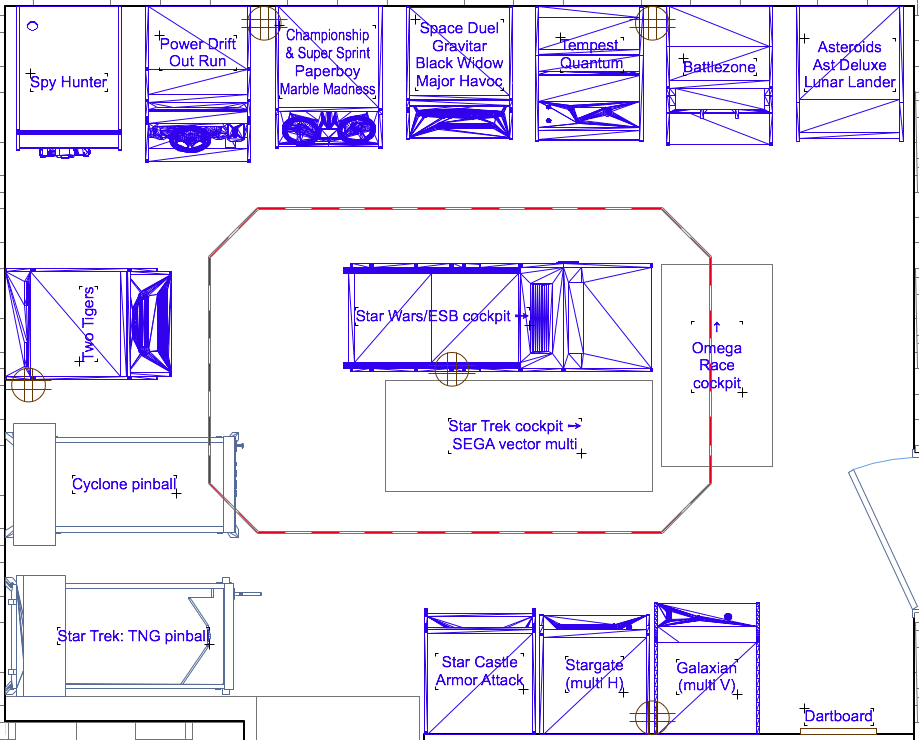 Spy Hunter
Power Drift
Out Run
Championship
& Super Sprint
Paperboy
Marble Madness
Space Duel
Gravitar
Black Widow
Major Havoc
Tempest
Quantum
Battlezone
Asteroids
Ast Deluxe
Lunar Lander
Two Tigers
Star Wars/ESB cockpit →
↑
Omega
Race
cockpit
Star Trek cockpit →
SEGA vector multi
Cyclone pinball
Star Trek: TNG pinball
Star Castle
Armor Attack
Stargate
(multi H)
Galaxian
(multi V)
Dartboard